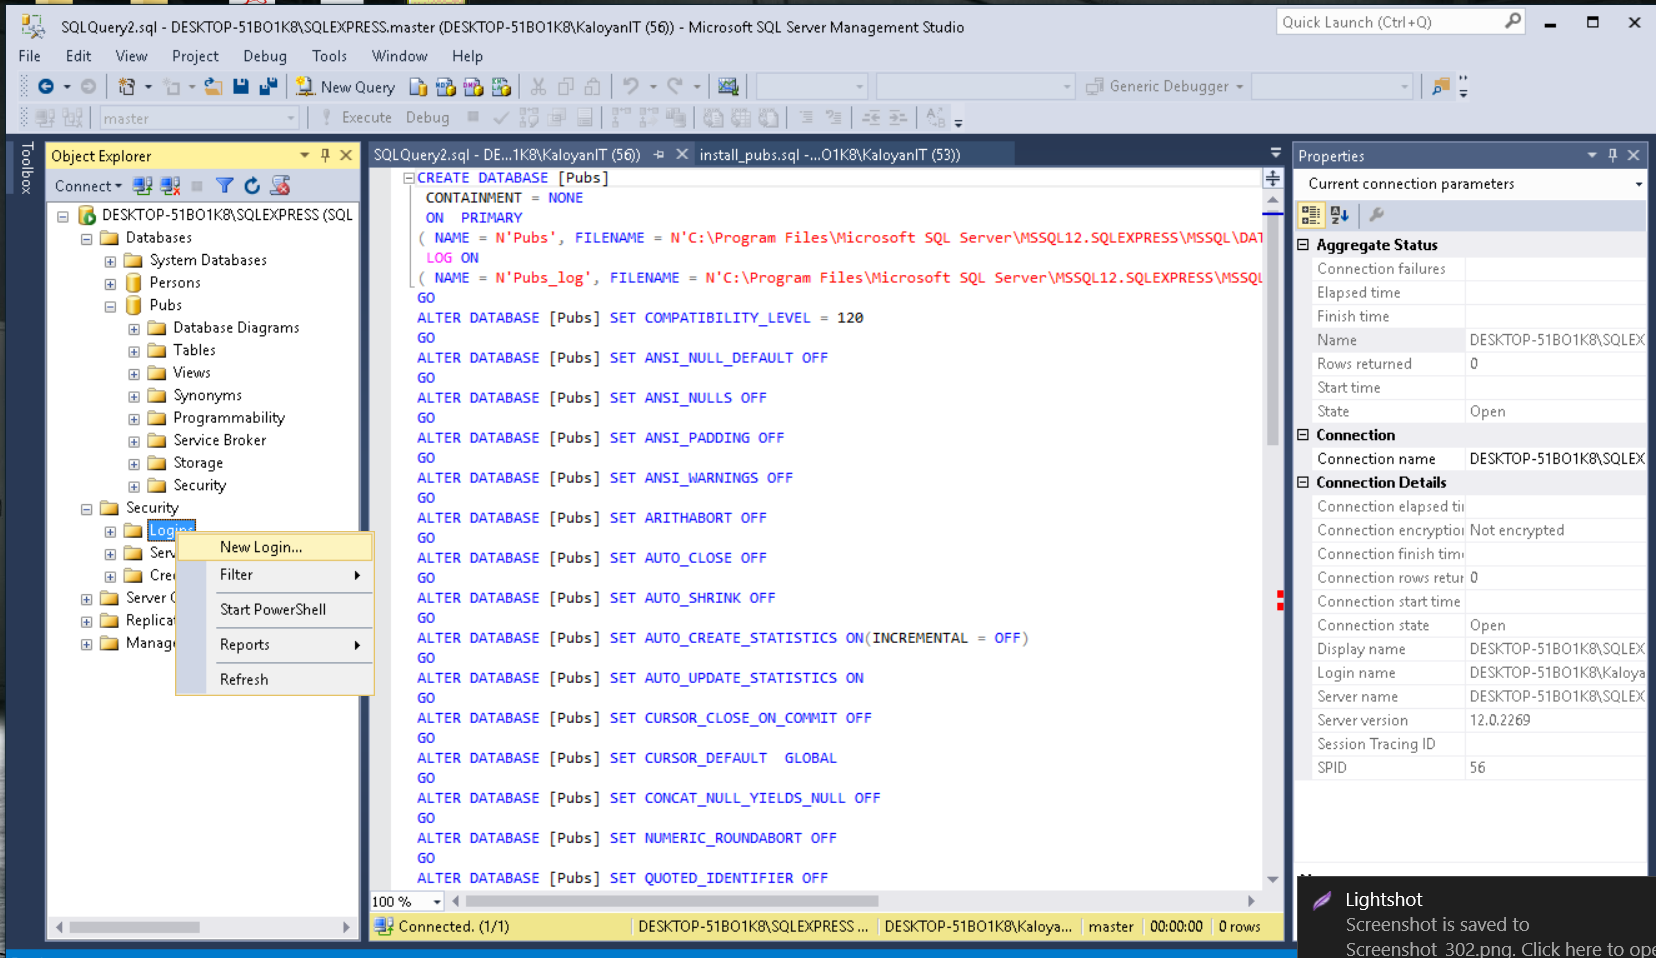 SQLQuery2.sql - DESKTOP-51BO1K8\SQLEXPRESS.master (DESKTOP-51BO1K8\KaloyanIT (56)) - Microsoft SQL Server Management Studio
Quick Launch (Ctrl+Q)
File Edit View Project Debug Tools Window Help
New Query
Generic Debugger
master
Execute Debug
Toolbox
Object Explorer
Connect
DESKTOP-51BO1K8\SQLEXPRESS (SQL
Databases
System Databases
Persons
Pubs
Database Diagrams
Tables
Views
Synonyms
Programmability
Service Broker
Storage
Security
Security
Logins
Serv
Cre
Server
Replicat
Manage
New Login...
Filter
Start PowerShell
Reports
Refresh
SQLQuery2.sql - DE...1K8\KaloyanIT (56))
install_pubs.sql -...O1K8\KaloyanIT (53))
CREATE DATABASE [Pubs]
CONTAINMENT = NONE
ON PRIMARY
( NAME = N'Pubs', FILENAME = N'C:\Program Files\Microsoft SQL Server\MSSQL12.SQLEXPRESS\MSSQL\DAT
LOG ON
( NAME = N'Pubs_log', FILENAME = N'C:\Program Files\Microsoft SQL Server\MSSQL12.SQLEXPRESS\MSSQL
GO
ALTER DATABASE [Pubs] SET COMPATIBILITY_LEVEL = 120
GO
ALTER DATABASE [Pubs] SET ANSI_NULL_DEFAULT OFF
GO
ALTER DATABASE [Pubs] SET ANSI_NULLS OFF
GO
ALTER DATABASE [Pubs] SET ANSI_PADDING OFF
GO
ALTER DATABASE [Pubs] SET ANSI_WARNINGS OFF
GO
ALTER DATABASE [Pubs] SET ARITHABORT OFF
GO
ALTER DATABASE [Pubs] SET AUTO_CLOSE OFF
GO
ALTER DATABASE [Pubs] SET AUTO_SHRINK OFF
GO
ALTER DATABASE [Pubs] SET AUTO_CREATE_STATISTICS ON(INCREMENTAL = OFF)
GO
ALTER DATABASE [Pubs] SET AUTO_UPDATE_STATISTICS ON
GO
ALTER DATABASE [Pubs] SET CURSOR_CLOSE_ON_COMMIT OFF
GO
ALTER DATABASE [Pubs] SET CURSOR_DEFAULT GLOBAL
GO
ALTER DATABASE [Pubs] SET CONCAT_NULL_YIELDS_NULL OFF
GO
ALTER DATABASE [Pubs] SET NUMERIC_ROUNDABORT OFF
GO
ALTER DATABASE [Pubs] SET QUOTED_IDENTIFIER OFF
100 %
Connected. (1/1)
DESKTOP-51BO1K8\SQLEXPRESS ...
DESKTOP-51BO1K8\Kaloya...
master
00:00:00
0 rows
Properties
Current connection parameters
Aggregate Status
Connection failures
Elapsed time
Finish time
Name DESKTOP-51BO1K8\SQLEX
Rows returned 0
Start time
State Open
Connection
Connection name DESKTOP-51BO1K8\SQLEX
Connection Details
Connection elapsed ti
Connection encryption Not encrypted
Connection finish time
Connection rows retur 0
Connection start time
Connection state Open
Display name DESKTOP-51BO1K8\SQLEX
Login name DESKTOP-51BO1K8\Kaloya
Server name DESKTOP-51BO1K8\SQLEX
Server version 12.0.2269
Session Tracing ID
SPID 56
Lightshot
Screenshot is saved to
Screenshot_302.png. Click here to ope